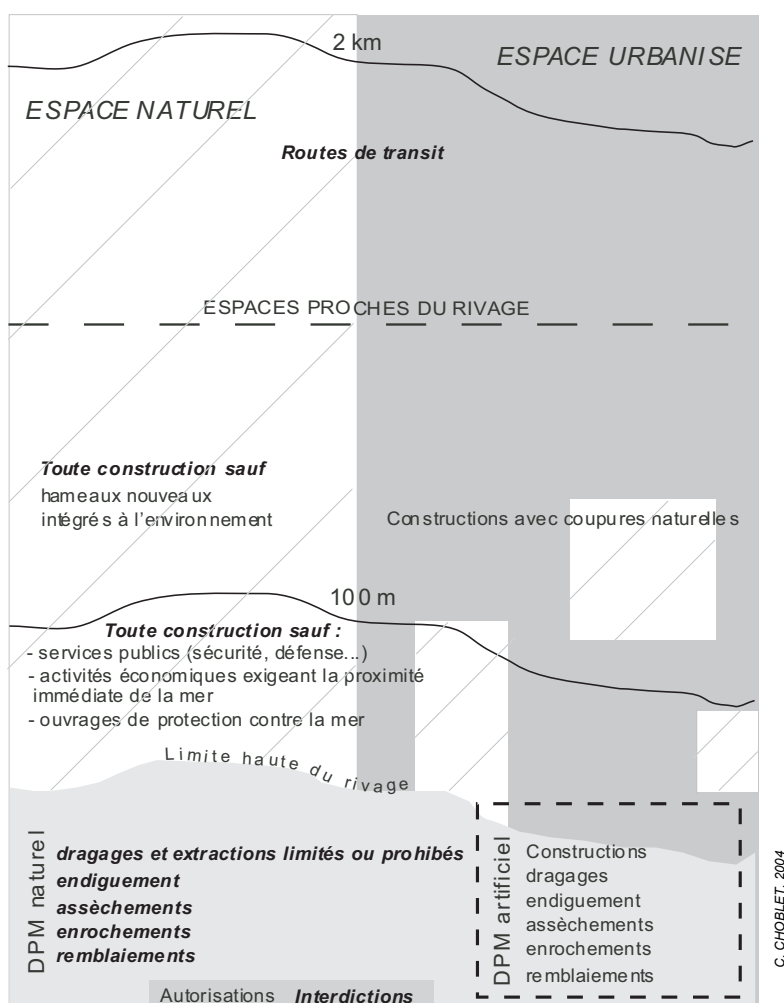 2 km
ESPACE URBANISE
ESPACE NATUREL
Routes de transit
ESPACES PROCHES DU RIVAGE
Toute construction sauf
hameaux nouveaux
intégrés à l'environnement
Constructions avec coupures naturelles
100 m
Toute construction sauf :
- services publics (sécurité, défense...)
- activités économiques exigeant la proximité
immédiate de la mer
- ouvrages de protection contre la mer
Limite haute du rivage
DPM naturel
dragages et extractions limités ou prohibés
endiguement
assèchements
enrochements
remblaiements
DPM artificiel
Constructions
dragages
endiguement
assèchements
enrochements
remblaiements
Autorisations Interdictions
C. CHOBLET, 2004